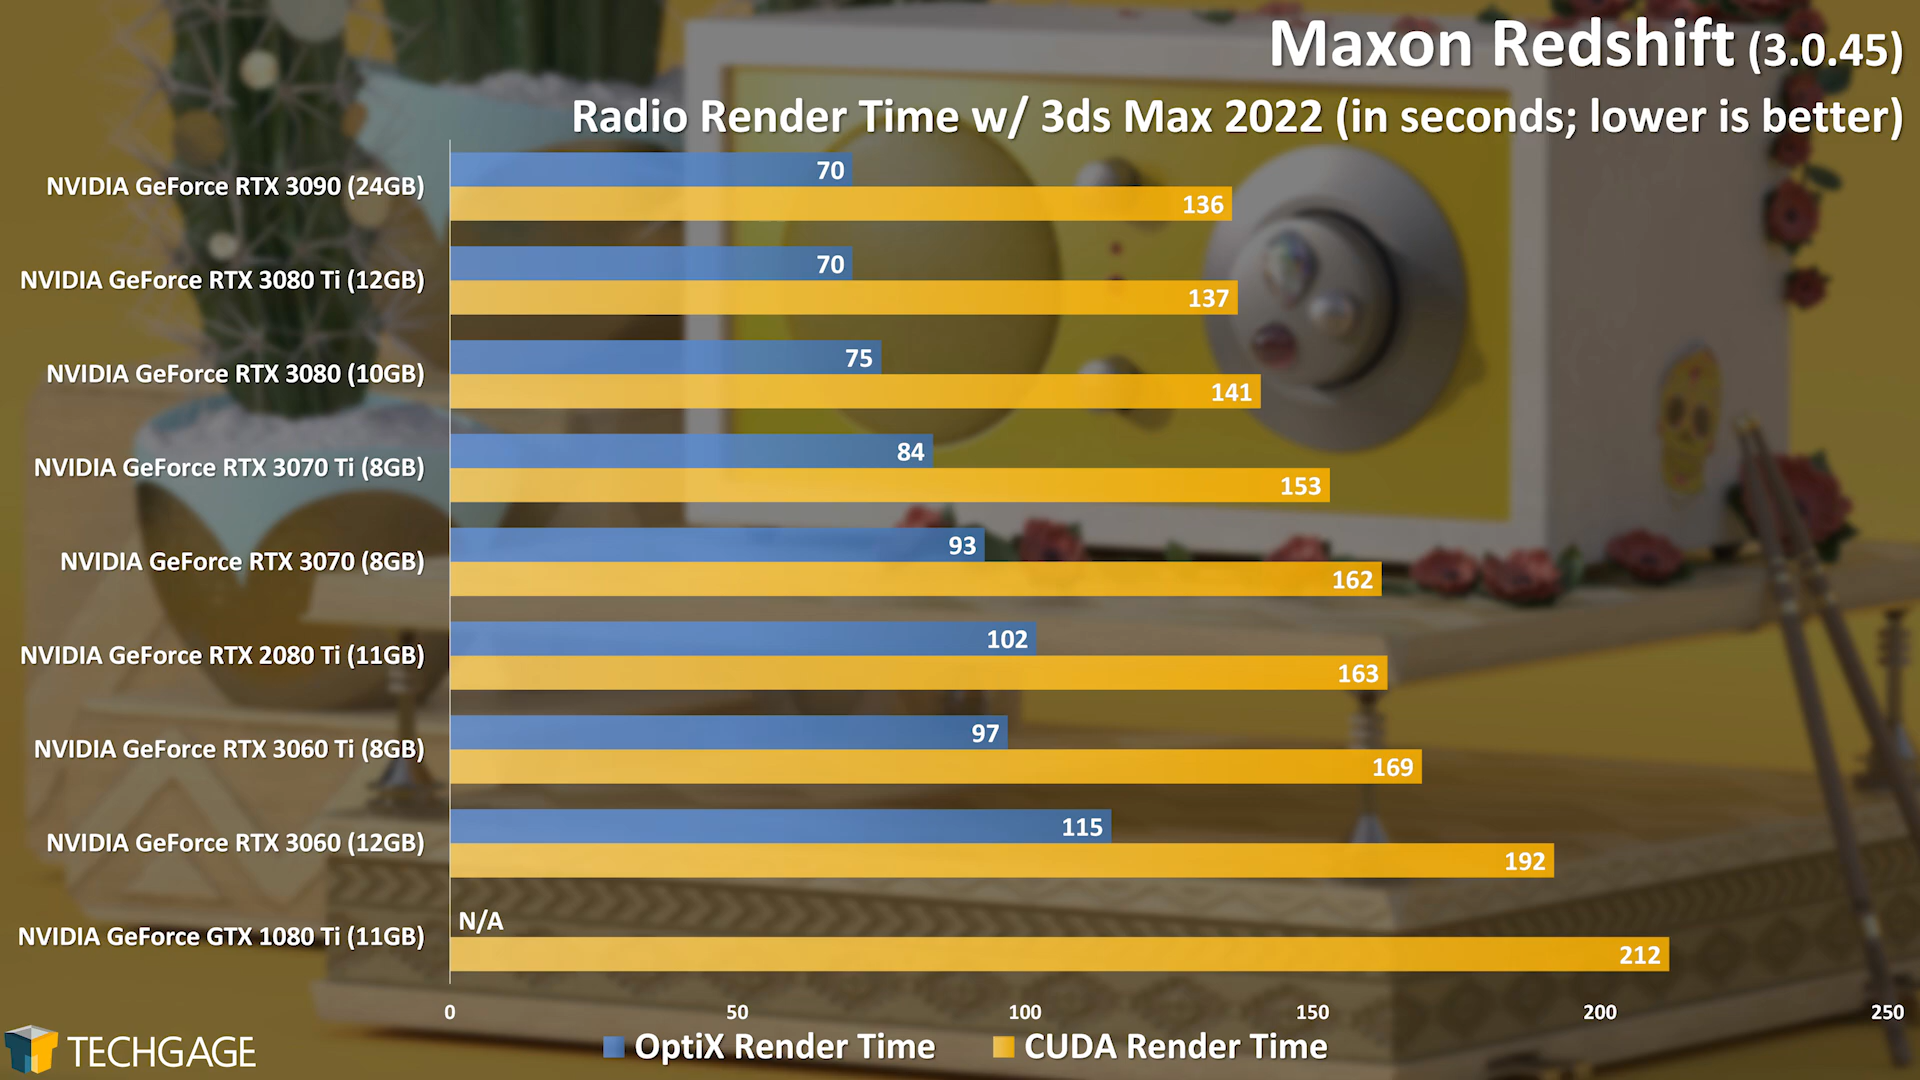 Maxon Redshift (3.0.45)
Radio Render Time w/ 3ds Max 2022 (in seconds; lower is better)
NVIDIA GeForce RTX 3090 (24GB)
70
136
NVIDIA GeForce RTX 3080 Ti (12GB)
70
137
NVIDIA GeForce RTX 3080 (10GB)
75
141
NVIDIA GeForce RTX 3070 Ti (8GB)
84
153
NVIDIA GeForce RTX 3070 (8GB)
93
162
NVIDIA GeForce RTX 2080 Ti (11GB)
102
163
NVIDIA GeForce RTX 3060 Ti (8GB)
97
169
NVIDIA GeForce RTX 3060 (12GB)
115
192
NVIDIA GeForce GTX 1080 Ti (11GB)
N/A
212
0 50 100 150 200 250
OptiX Render Time CUDA Render Time
TECHGAGE